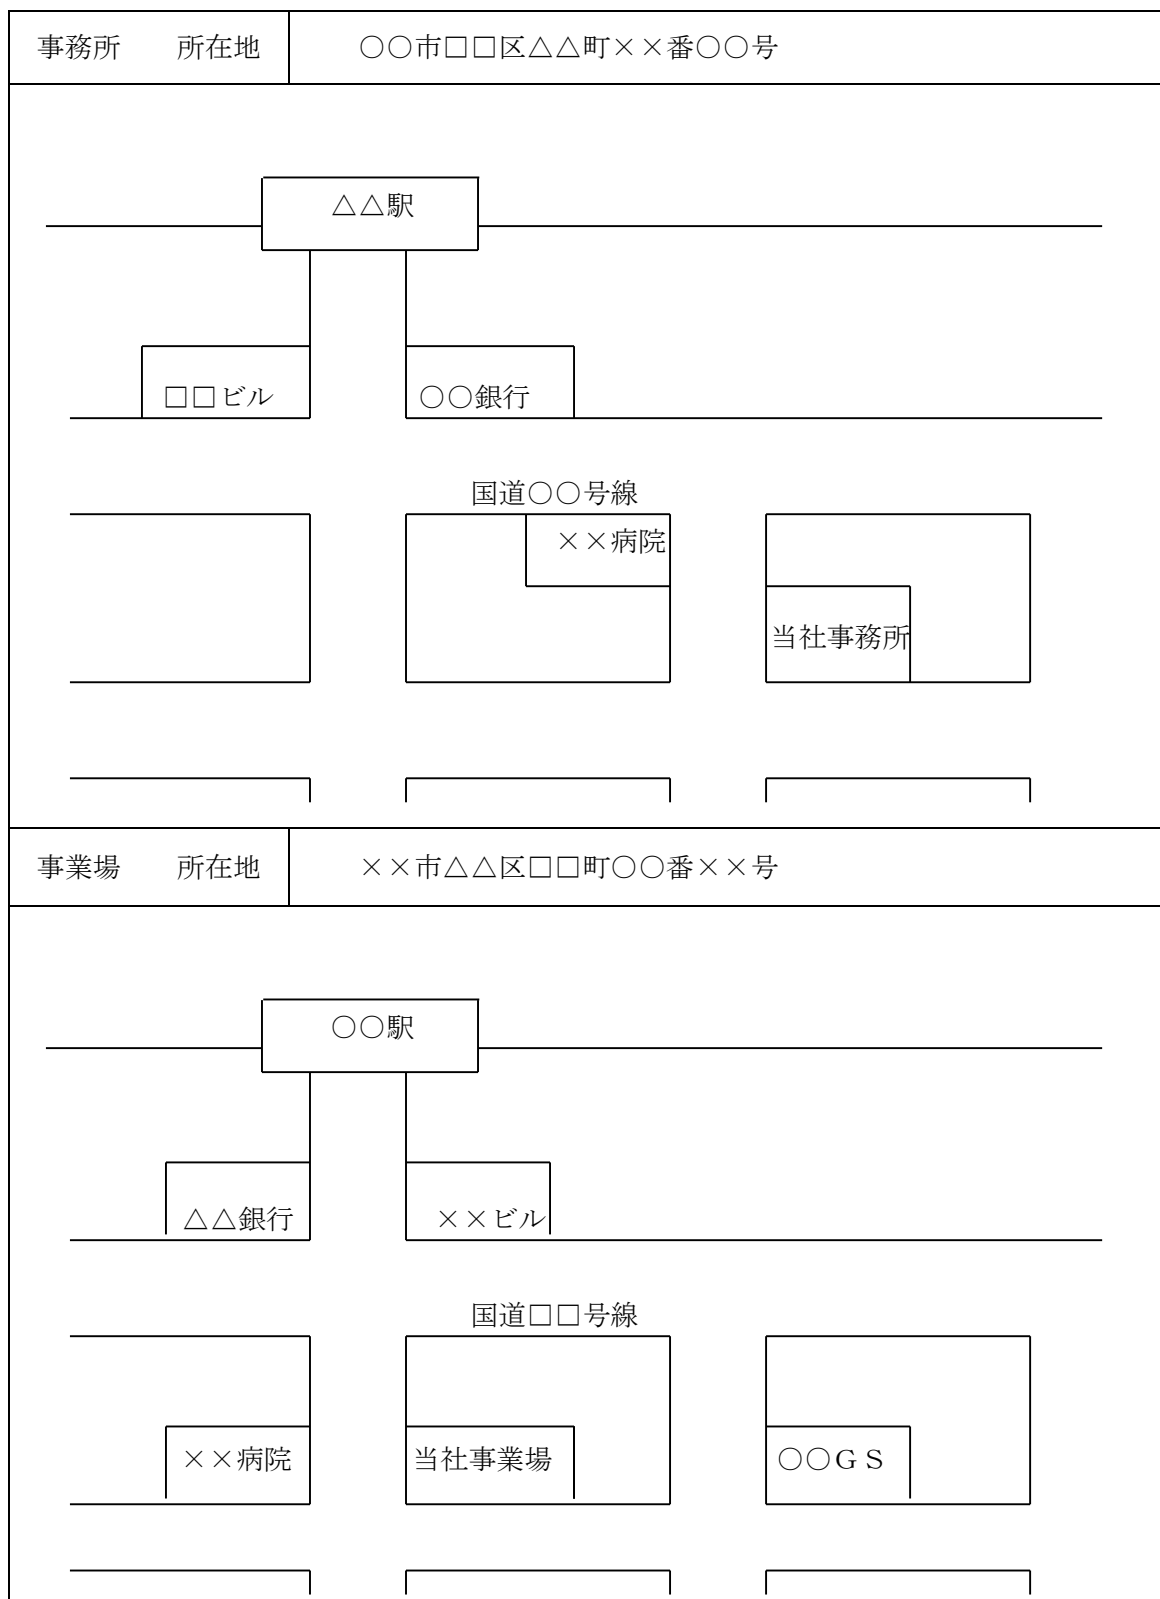 事務所　所在地　○○市□□区△△町××番○○号
△△駅
□□ビル　○○銀行
国道○○号線
××病院
当社事務所
事業場　所在地　××市△△区□□町○○番××号
○○駅
△△銀行　××ビル
国道□□号線
××病院　当社事業場　○○ＧＳ